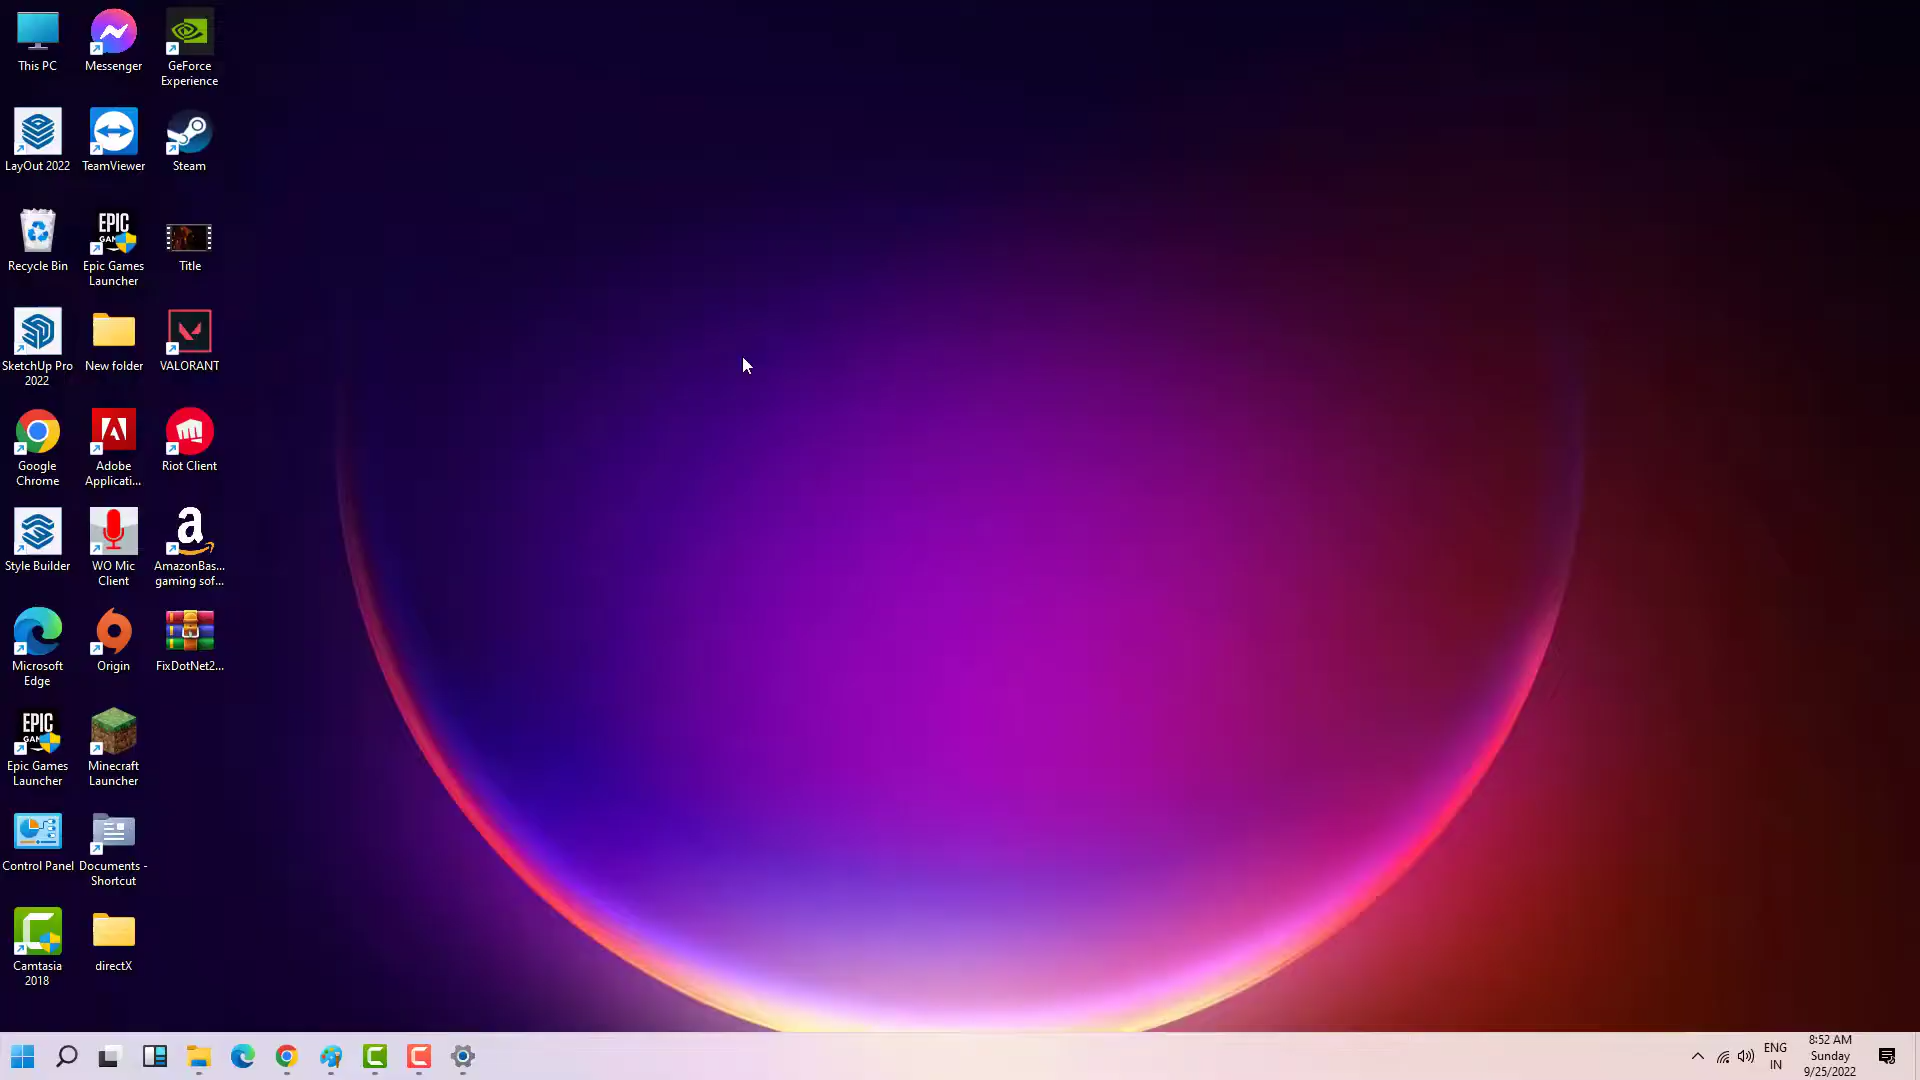 This PC
Messenger
GeForce
Experience
LayOut 2022
TeamViewer
Steam
Recycle Bin
EPIC
Epic Games
Launcher
Title
SketchUp Pro
2022
New folder
VALORANT
Google
Chrome
Adobe
Applicati...
Riot Client
Style Builder
WO Mic
Client
a
AmazonBas...
gaming sof...
Microsoft
Edge
Origin
FixDotNet2...
EPIC
Epic Games
Launcher
Minecraft
Launcher
Control Panel
Documents -
Shortcut
Camtasia
2018
directX
ENG
IN
8:52 AM
Sunday
9/25/2022